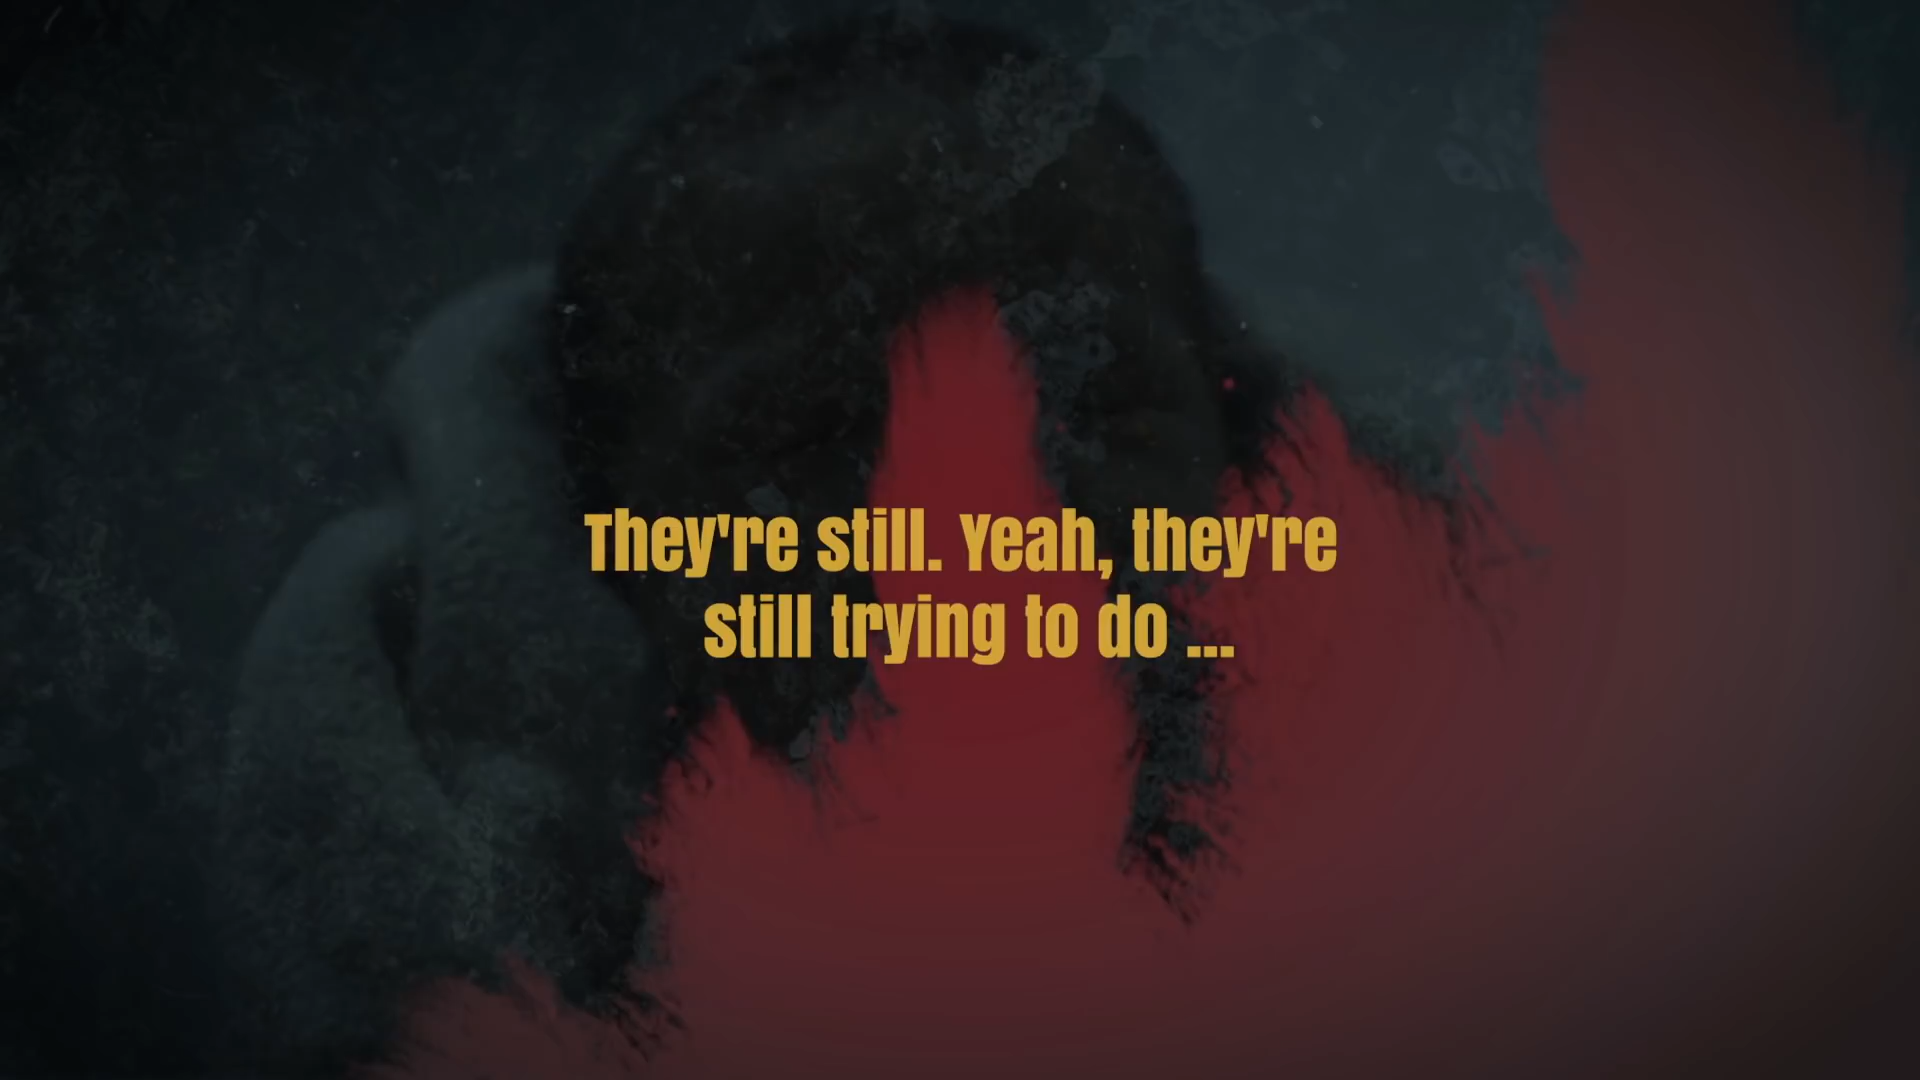 They're still. Yeah, they're
still trying to do ...